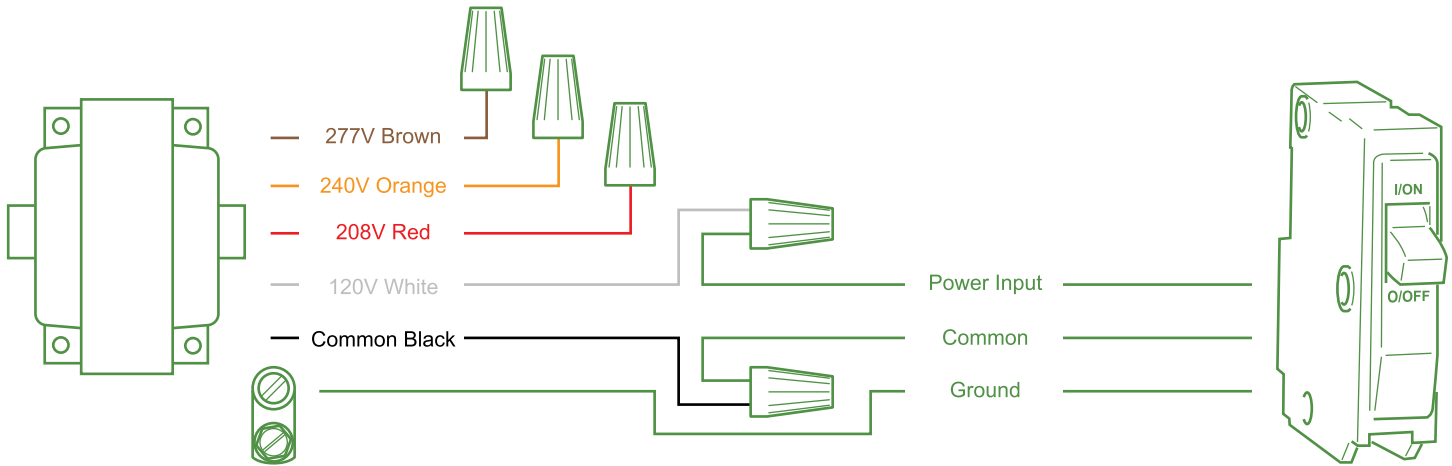 277V Brown
240V Orange
208V Red
120V White
Common Black
Power Input
Common
Ground
I/ON
O/OFF